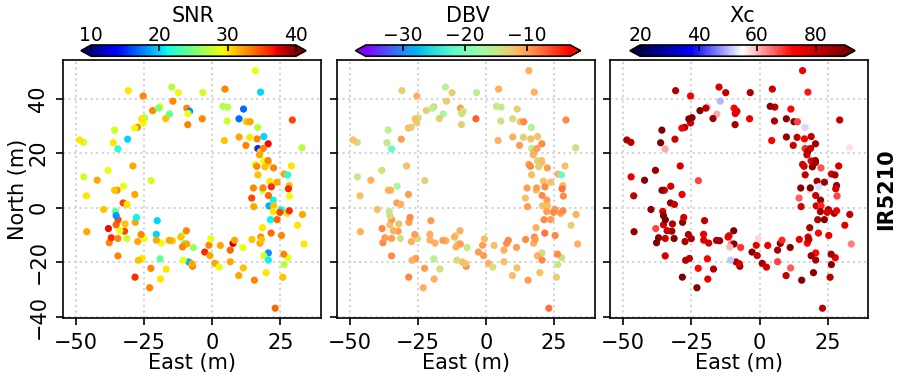 SNR DBV Xc
10 20 30 40 −30 −20 −10 20 40 60 80
40
20
0
−20
−40
North (m)
IR5210
−50 −25 0 25 −50 −25 0 25 −50 −25 0 25
East (m) East (m) East (m)